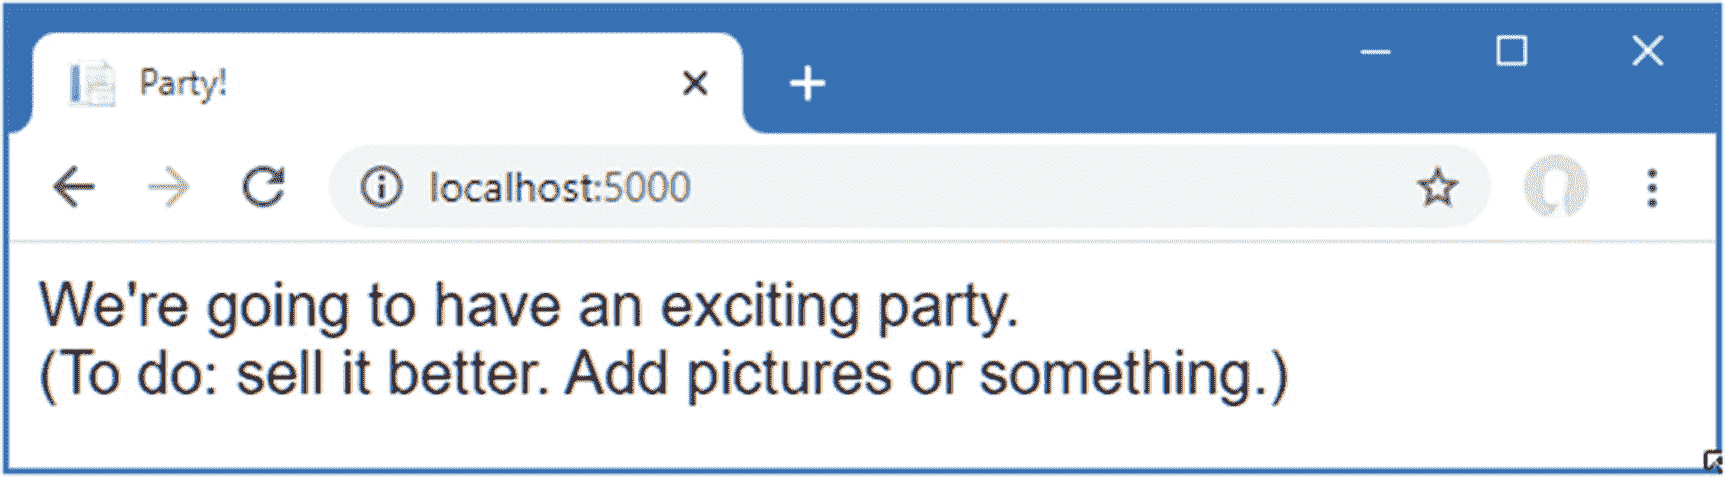 Party!
localhost:5000
We're going to have an exciting party.
(To do: sell it better. Add pictures or something.)